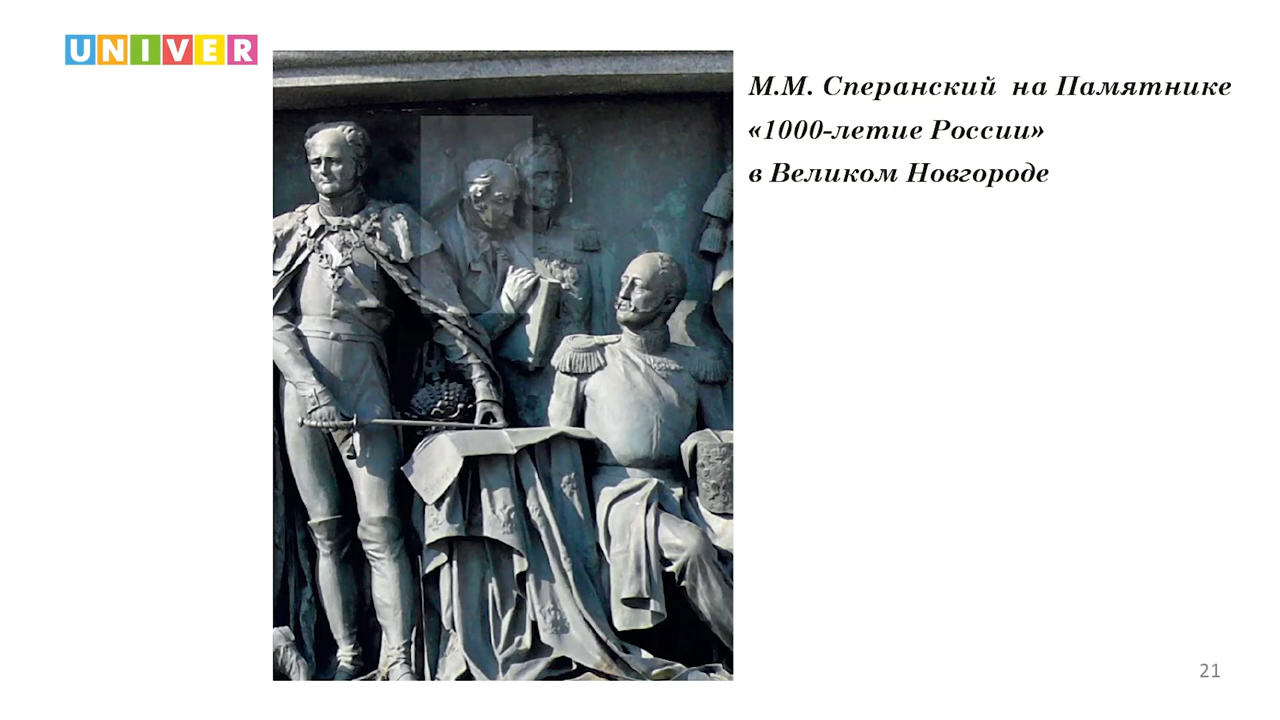 UNIVER
М.М. Сперанский на Памятнике
«1000-летие России»
в Великом Новгороде
21